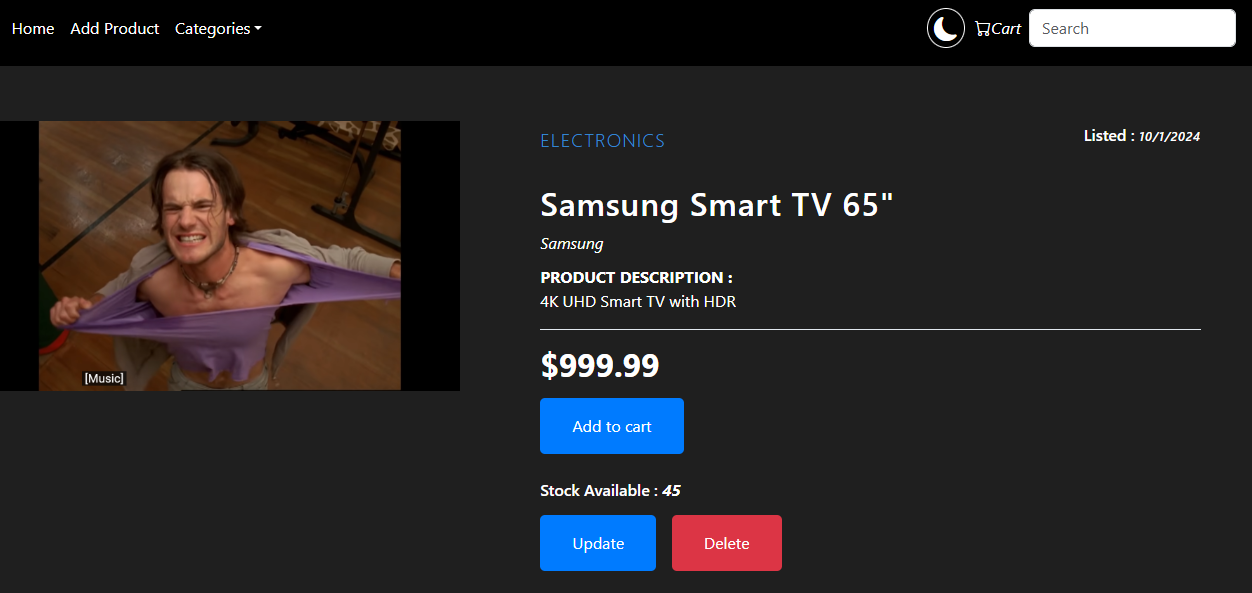 Home Add Product Categories Cart Search
ELECTRONICS Listed : 10/1/2024
Samsung Smart TV 65"
Samsung
PRODUCT DESCRIPTION :
4K UHD Smart TV with HDR
$999.99
[Music]
Add to cart
Stock Available : 45
Update Delete